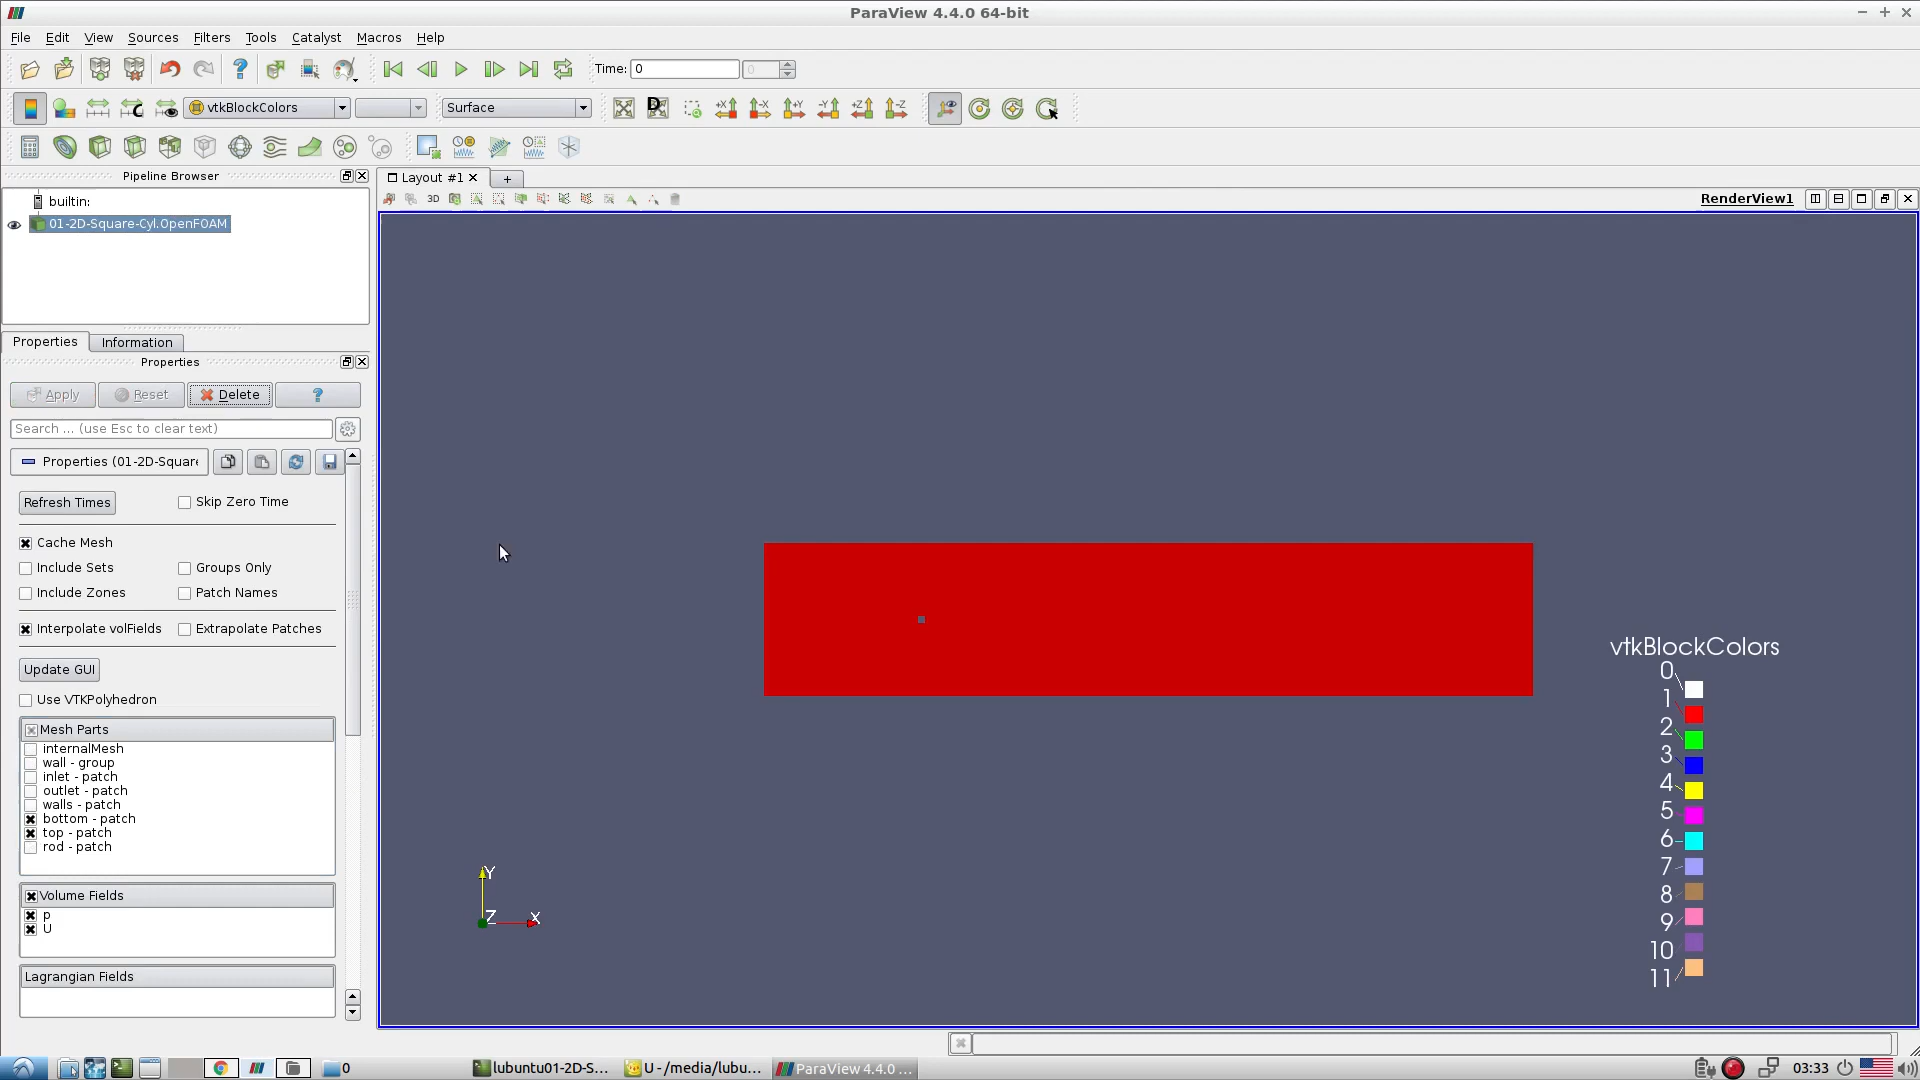 ParaView 4.4.0 64-bit
File Edit View Sources Filters Tools Catalyst Macros Help
Time: 0 0
vtkBlockColors Surface
+X -X +Y -Y +Z -Z
Pipeline Browser
Layout #1
3D
RenderView1
builtin:
01-2D-Square-Cyl.OpenFOAM
Properties Information
Properties
Apply Reset Delete ?
Search ... (use Esc to clear text)
Properties (01-2D-Square
Refresh Times Skip Zero Time
Cache Mesh
Include Sets Groups Only
Include Zones Patch Names
Interpolate volFields Extrapolate Patches
Update GUI
Use VTKPolyhedron
Mesh Parts
internalMesh
wall - group
inlet - patch
outlet - patch
walls - patch
bottom - patch
top - patch
rod - patch
Volume Fields
p
U
Lagrangian Fields
Y
Z X
vtkBlockColors
0
1
2
3
4
5
6
7
8
9
10
11
0 lubuntu01-2D-S... U - /media/lubu... ParaView 4.4.0 ... 03:33